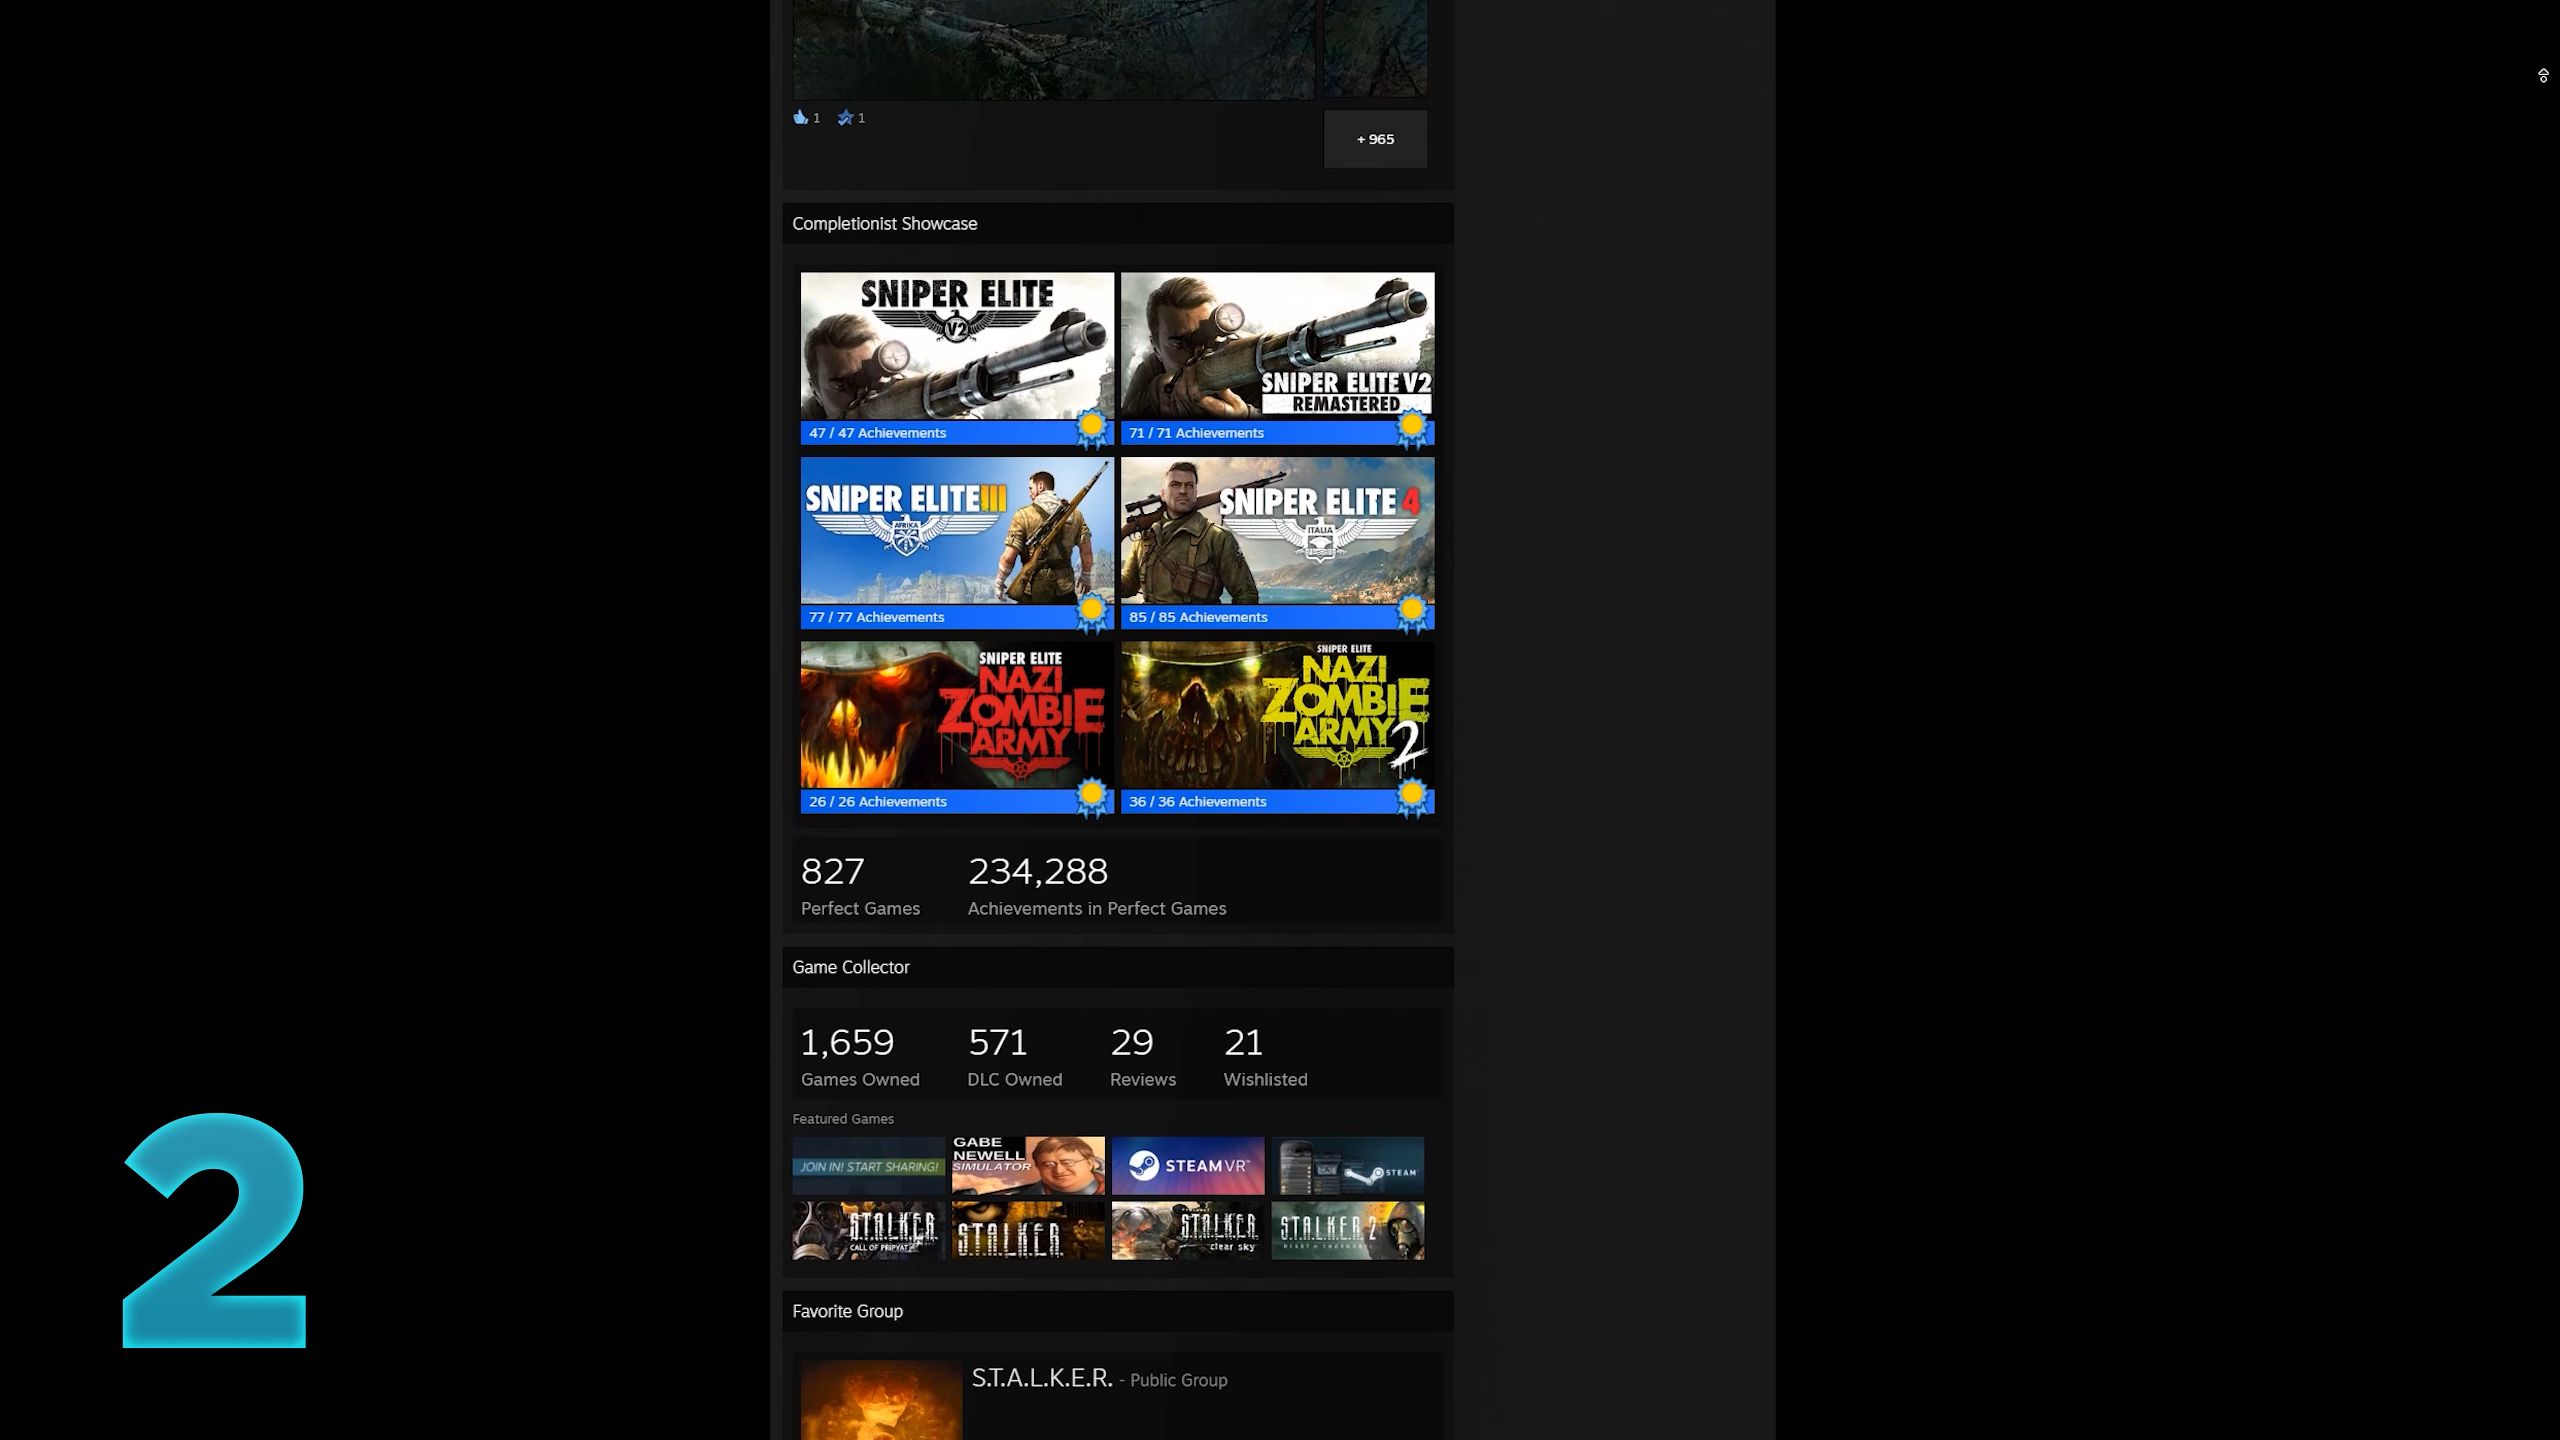 1 1
+ 965
Completionist Showcase
SNIPER ELITE
V2
47 / 47 Achievements
SNIPER ELITE V2
REMASTERED
71 / 71 Achievements
SNIPER ELITE III
AFRIKA
77 / 77 Achievements
SNIPER ELITE 4
ITALIA
85 / 85 Achievements
SNIPER ELITE
NAZI
ZOMBIE
ARMY
26 / 26 Achievements
SNIPER ELITE
NAZI
ZOMBIE
ARMY 2
36 / 36 Achievements
827 234,288
Perfect Games Achievements in Perfect Games
Game Collector
1,659 571 29 21
Games Owned DLC Owned Reviews Wishlisted
Featured Games
JOIN IN! START SHARING!
GABE
NEWELL
SIMULATOR
STEAMVR™
STEAM
S.T.A.L.K.E.R.
CALL OF PRIPYAT
S.T.A.L.K.E.R.
S.T.A.L.K.E.R.
clear sky
S.T.A.L.K.E.R. 2
HEART OF CHORNOBYL
Favorite Group
S.T.A.L.K.E.R. - Public Group
2